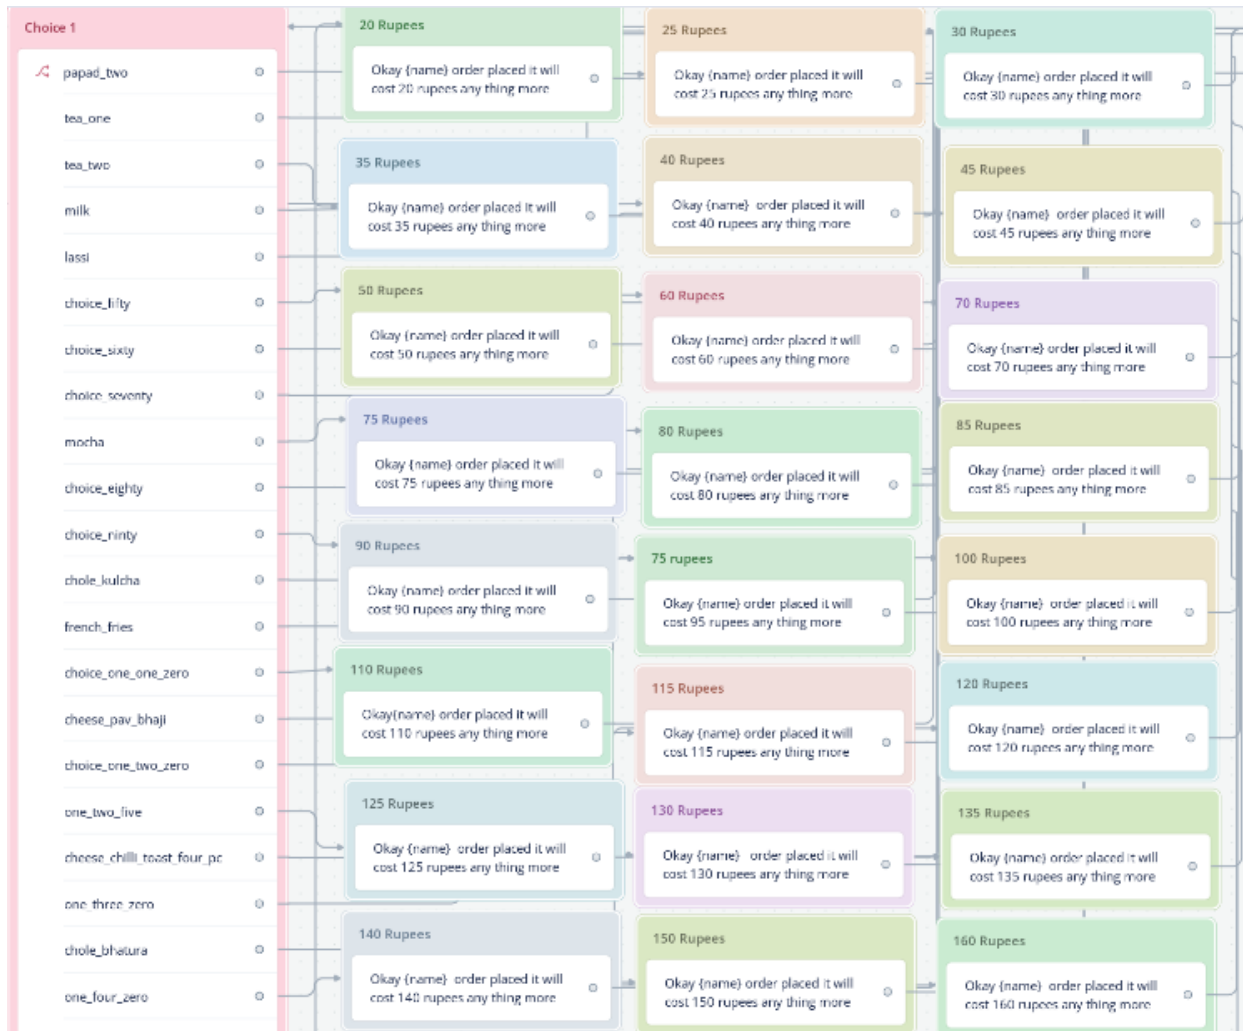 Choice 1
papad_two
tea_one
tea_two
milk
lassi
choice_fifty
choice_sixty
choice_seventy
mocha
choice_eighty
choice_ninty
chole_kulcha
french_fries
choice_one_one_zero
cheese_pav_bhaji
choice_one_two_zero
one_two_five
cheese_chilli_toast_four_pc
one_three_zero
chole_bhatura
one_four_zero
20 Rupees
Okay {name} order placed it will
cost 20 rupees any thing more
25 Rupees
Okay {name} order placed it will
cost 25 rupees any thing more
30 Rupees
Okay {name} order placed it will
cost 30 rupees any thing more
35 Rupees
Okay {name} order placed it will
cost 35 rupees any thing more
40 Rupees
Okay {name} order placed it will
cost 40 rupees any thing more
45 Rupees
Okay {name} order placed it will
cost 45 rupees any thing more
50 Rupees
Okay {name} order placed it will
cost 50 rupees any thing more
60 Rupees
Okay {name} order placed it will
cost 60 rupees any thing more
70 Rupees
Okay {name} order placed it will
cost 70 rupees any thing more
75 Rupees
Okay {name} order placed it will
cost 75 rupees any thing more
80 Rupees
Okay {name} order placed it will
cost 80 rupees any thing more
85 Rupees
Okay {name} order placed it will
cost 85 rupees any thing more
90 Rupees
Okay {name} order placed it will
cost 90 rupees any thing more
75 rupees
Okay {name} order placed it will
cost 95 rupees any thing more
100 Rupees
Okay {name} order placed it will
cost 100 rupees any thing more
110 Rupees
Okay{name} order placed it will
cost 110 rupees any thing more
115 Rupees
Okay {name} order placed it will
cost 115 rupees any thing more
120 Rupees
Okay {name} order placed it will
cost 120 rupees any thing more
125 Rupees
Okay {name} order placed it will
cost 125 rupees any thing more
130 Rupees
Okay {name} order placed it will
cost 130 rupees any thing more
135 Rupees
Okay {name} order placed it will
cost 135 rupees any thing more
140 Rupees
Okay {name} order placed it will
cost 140 rupees any thing more
150 Rupees
Okay {name} order placed it will
cost 150 rupees any thing more
160 Rupees
Okay {name} order placed it will
cost 160 rupees any thing more